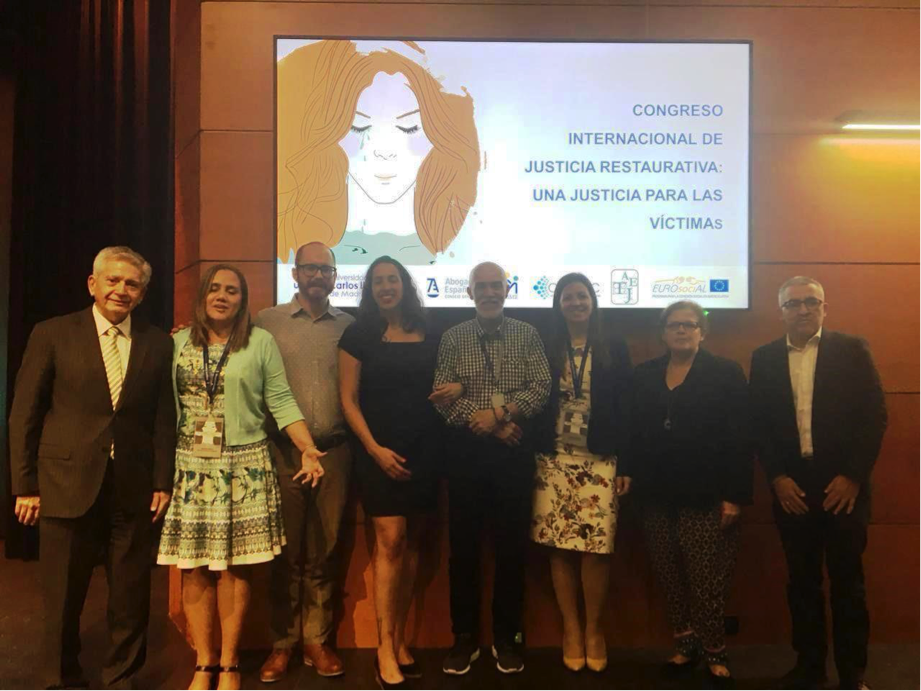 CONGRESO
INTERNACIONAL DE
JUSTICIA RESTAURATIVA:
UNA JUSTICIA PARA LAS
VÍCTIMAS
EUROsociAL